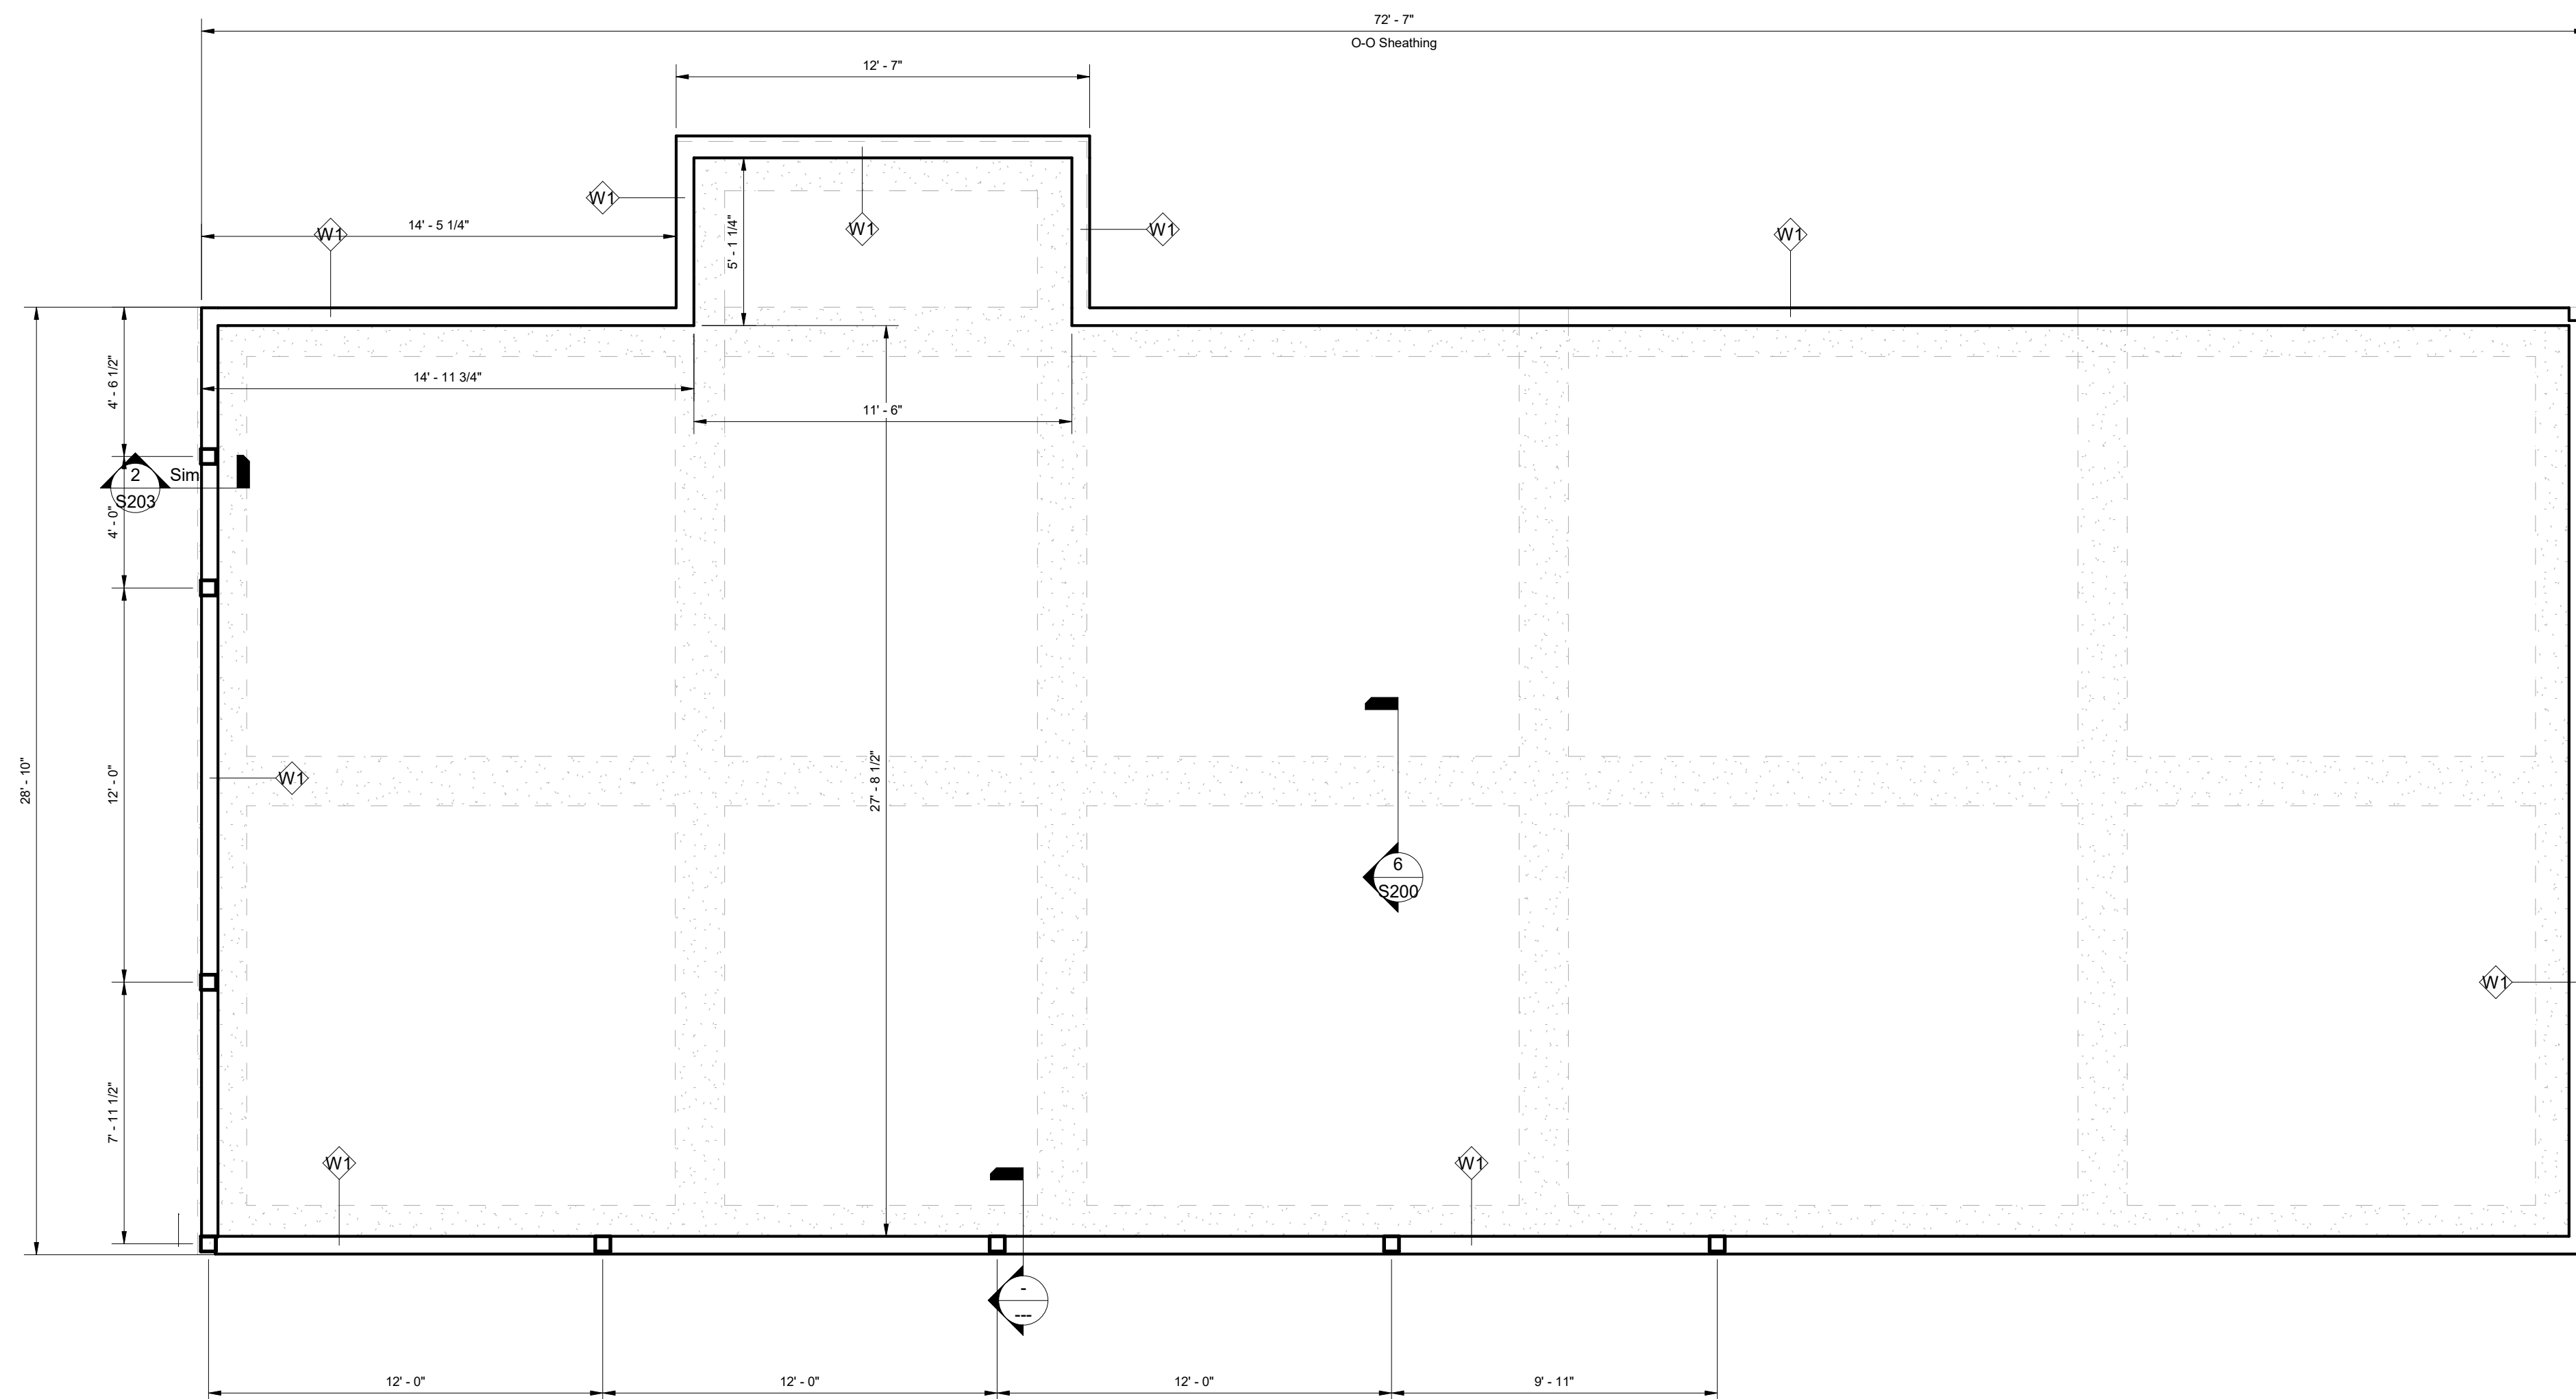 72' - 7"
O-O Sheathing
12' - 7"
W1
14' - 5 1/4"
W1
5' - 1 1/4"
W1
W1
W1
4' - 6 1/2"
14' - 11 3/4"
11' - 6"
2
Sim
S203
4' - 0"
28' - 10"
12' - 0"
W1
27' - 8 1/2"
6
S200
W1
7' - 11 1/2"
W1
W1
-
---
12' - 0"
12' - 0"
12' - 0"
9' - 11"